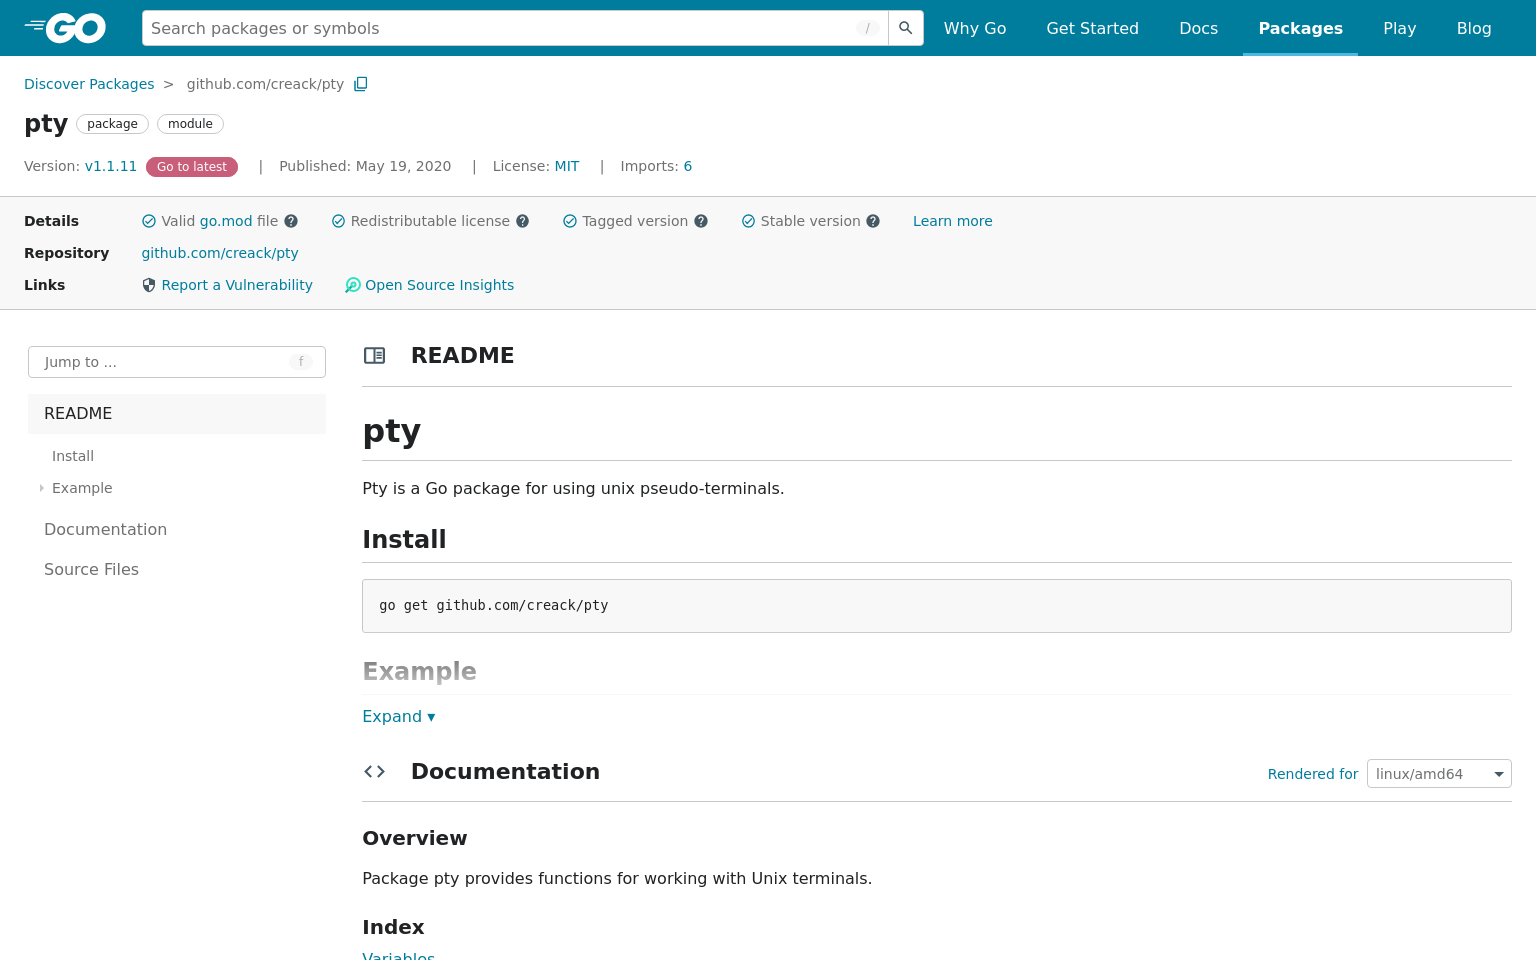 GO Search packages or symbols / Why Go Get Started Docs Packages Play Blog
Discover Packages > github.com/creack/pty
pty package module
Version: v1.1.11 Go to latest | Published: May 19, 2020 | License: MIT | Imports: 6
Details Valid go.mod file Redistributable license Tagged version Stable version Learn more
Repository github.com/creack/pty
Links Report a Vulnerability Open Source Insights
Jump to ... f
README
Install
Example
Documentation
Source Files
README
pty
Pty is a Go package for using unix pseudo-terminals.
Install
go get github.com/creack/pty
Example
Expand ▾
Documentation Rendered for linux/amd64
Overview
Package pty provides functions for working with Unix terminals.
Index
Variables